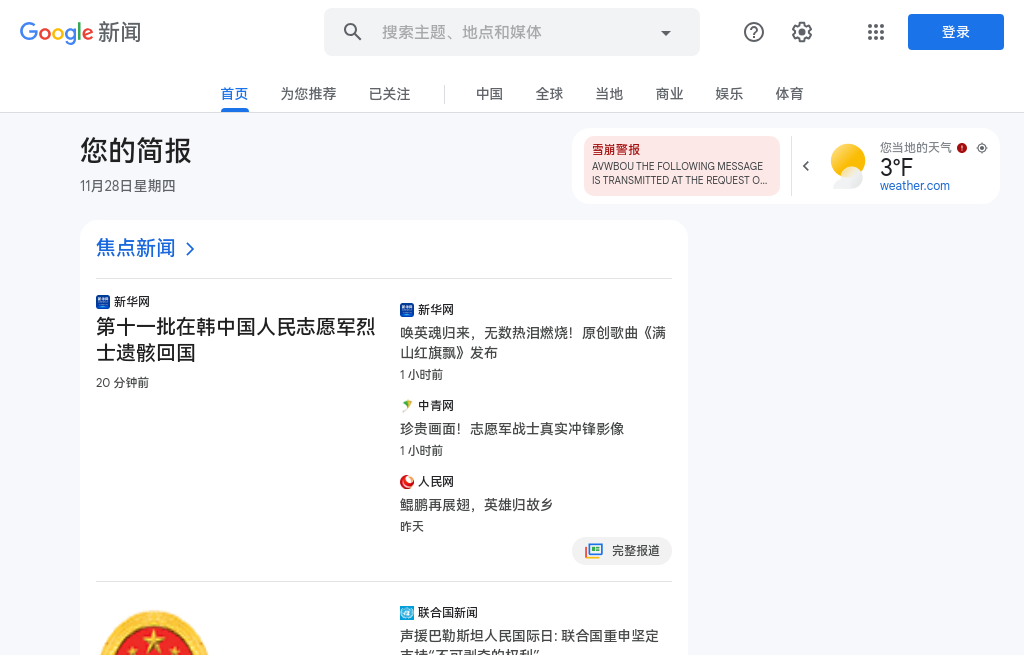 Google 新闻
搜索主题、地点和媒体
登录
首页
为您推荐
已关注
中国
全球
当地
商业
娱乐
体育
您的简报
11月28日星期四
雪崩警报
AVWBOU THE FOLLOWING MESSAGE
IS TRANSMITTED AT THE REQUEST O...
您当地的天气
3°F
weather.com
焦点新闻
新华网
第十一批在韩中国人民志愿军烈
士遗骸回国
20 分钟前
新华网
唤英魂归来，无数热泪燃烧！原创歌曲《满
山红旗飘》发布
1 小时前
中青网
珍贵画面！志愿军战士真实冲锋影像
1 小时前
人民网
鲲鹏再展翅，英雄归故乡
昨天
完整报道
联合国新闻
声援巴勒斯坦人民国际日: 联合国重申坚定
支持“不可剥夺的权利”